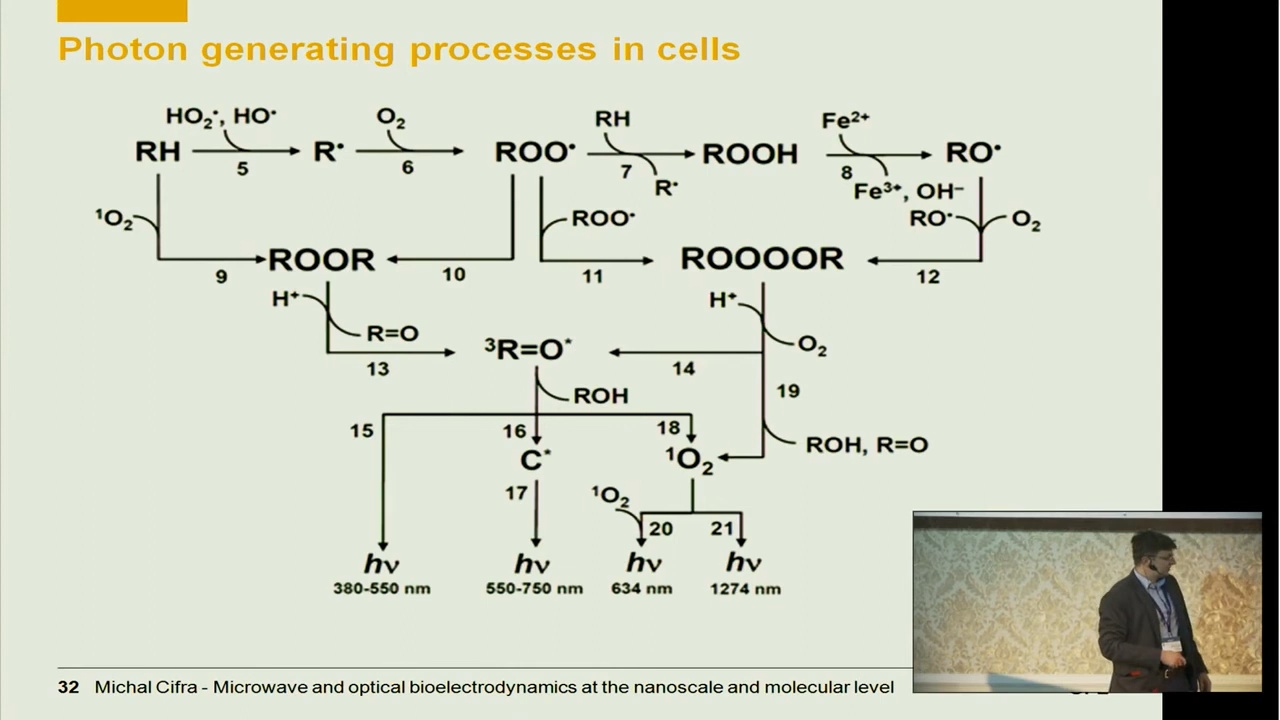 Photon generating processes in cells
HO₂•, HO• O₂ RH Fe²⁺
RH R• ROO• ROOH RO•
5 6 7 8
R• Fe³⁺, OH⁻
¹O₂ ROO• RO• O₂
ROOR ROOOOR
9 10 11 12
H⁺ H⁺
R=O O₂
³R=O*
13 14
ROH 19
15 16 18
ROH, R=O
C* ¹O₂
17 ¹O₂
20 21
hν hν hν hν
380-550 nm 550-750 nm 634 nm 1274 nm
32 Michal Cifra - Microwave and optical bioelectrodynamics at the nanoscale and molecular level